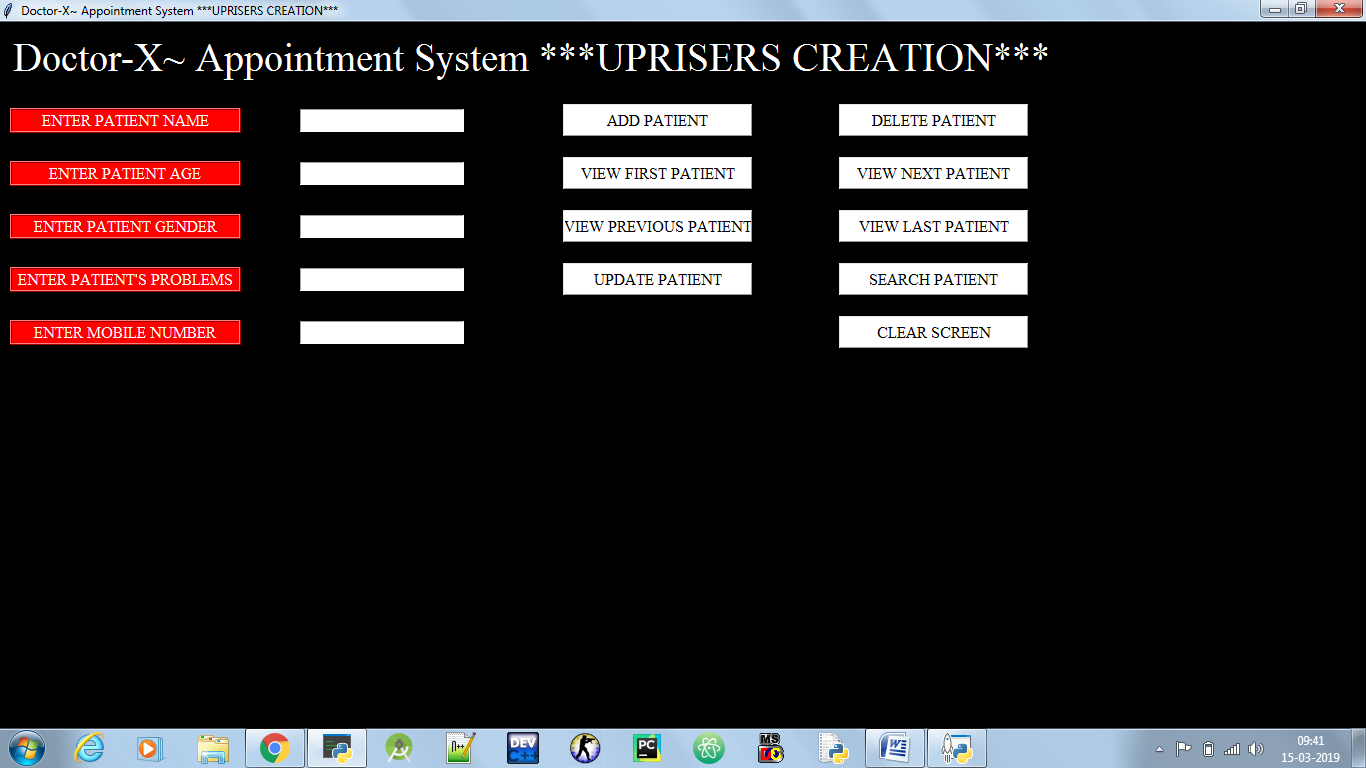 Doctor-X~ Appointment System ***UPRISERS CREATION***
Doctor-X~ Appointment System ***UPRISERS CREATION***
ENTER PATIENT NAME
ADD PATIENT
DELETE PATIENT
ENTER PATIENT AGE
VIEW FIRST PATIENT
VIEW NEXT PATIENT
ENTER PATIENT GENDER
VIEW PREVIOUS PATIENT
VIEW LAST PATIENT
ENTER PATIENT'S PROBLEMS
UPDATE PATIENT
SEARCH PATIENT
ENTER MOBILE NUMBER
CLEAR SCREEN
DEV
C++
PC
MS
W
09:41
15-03-2019